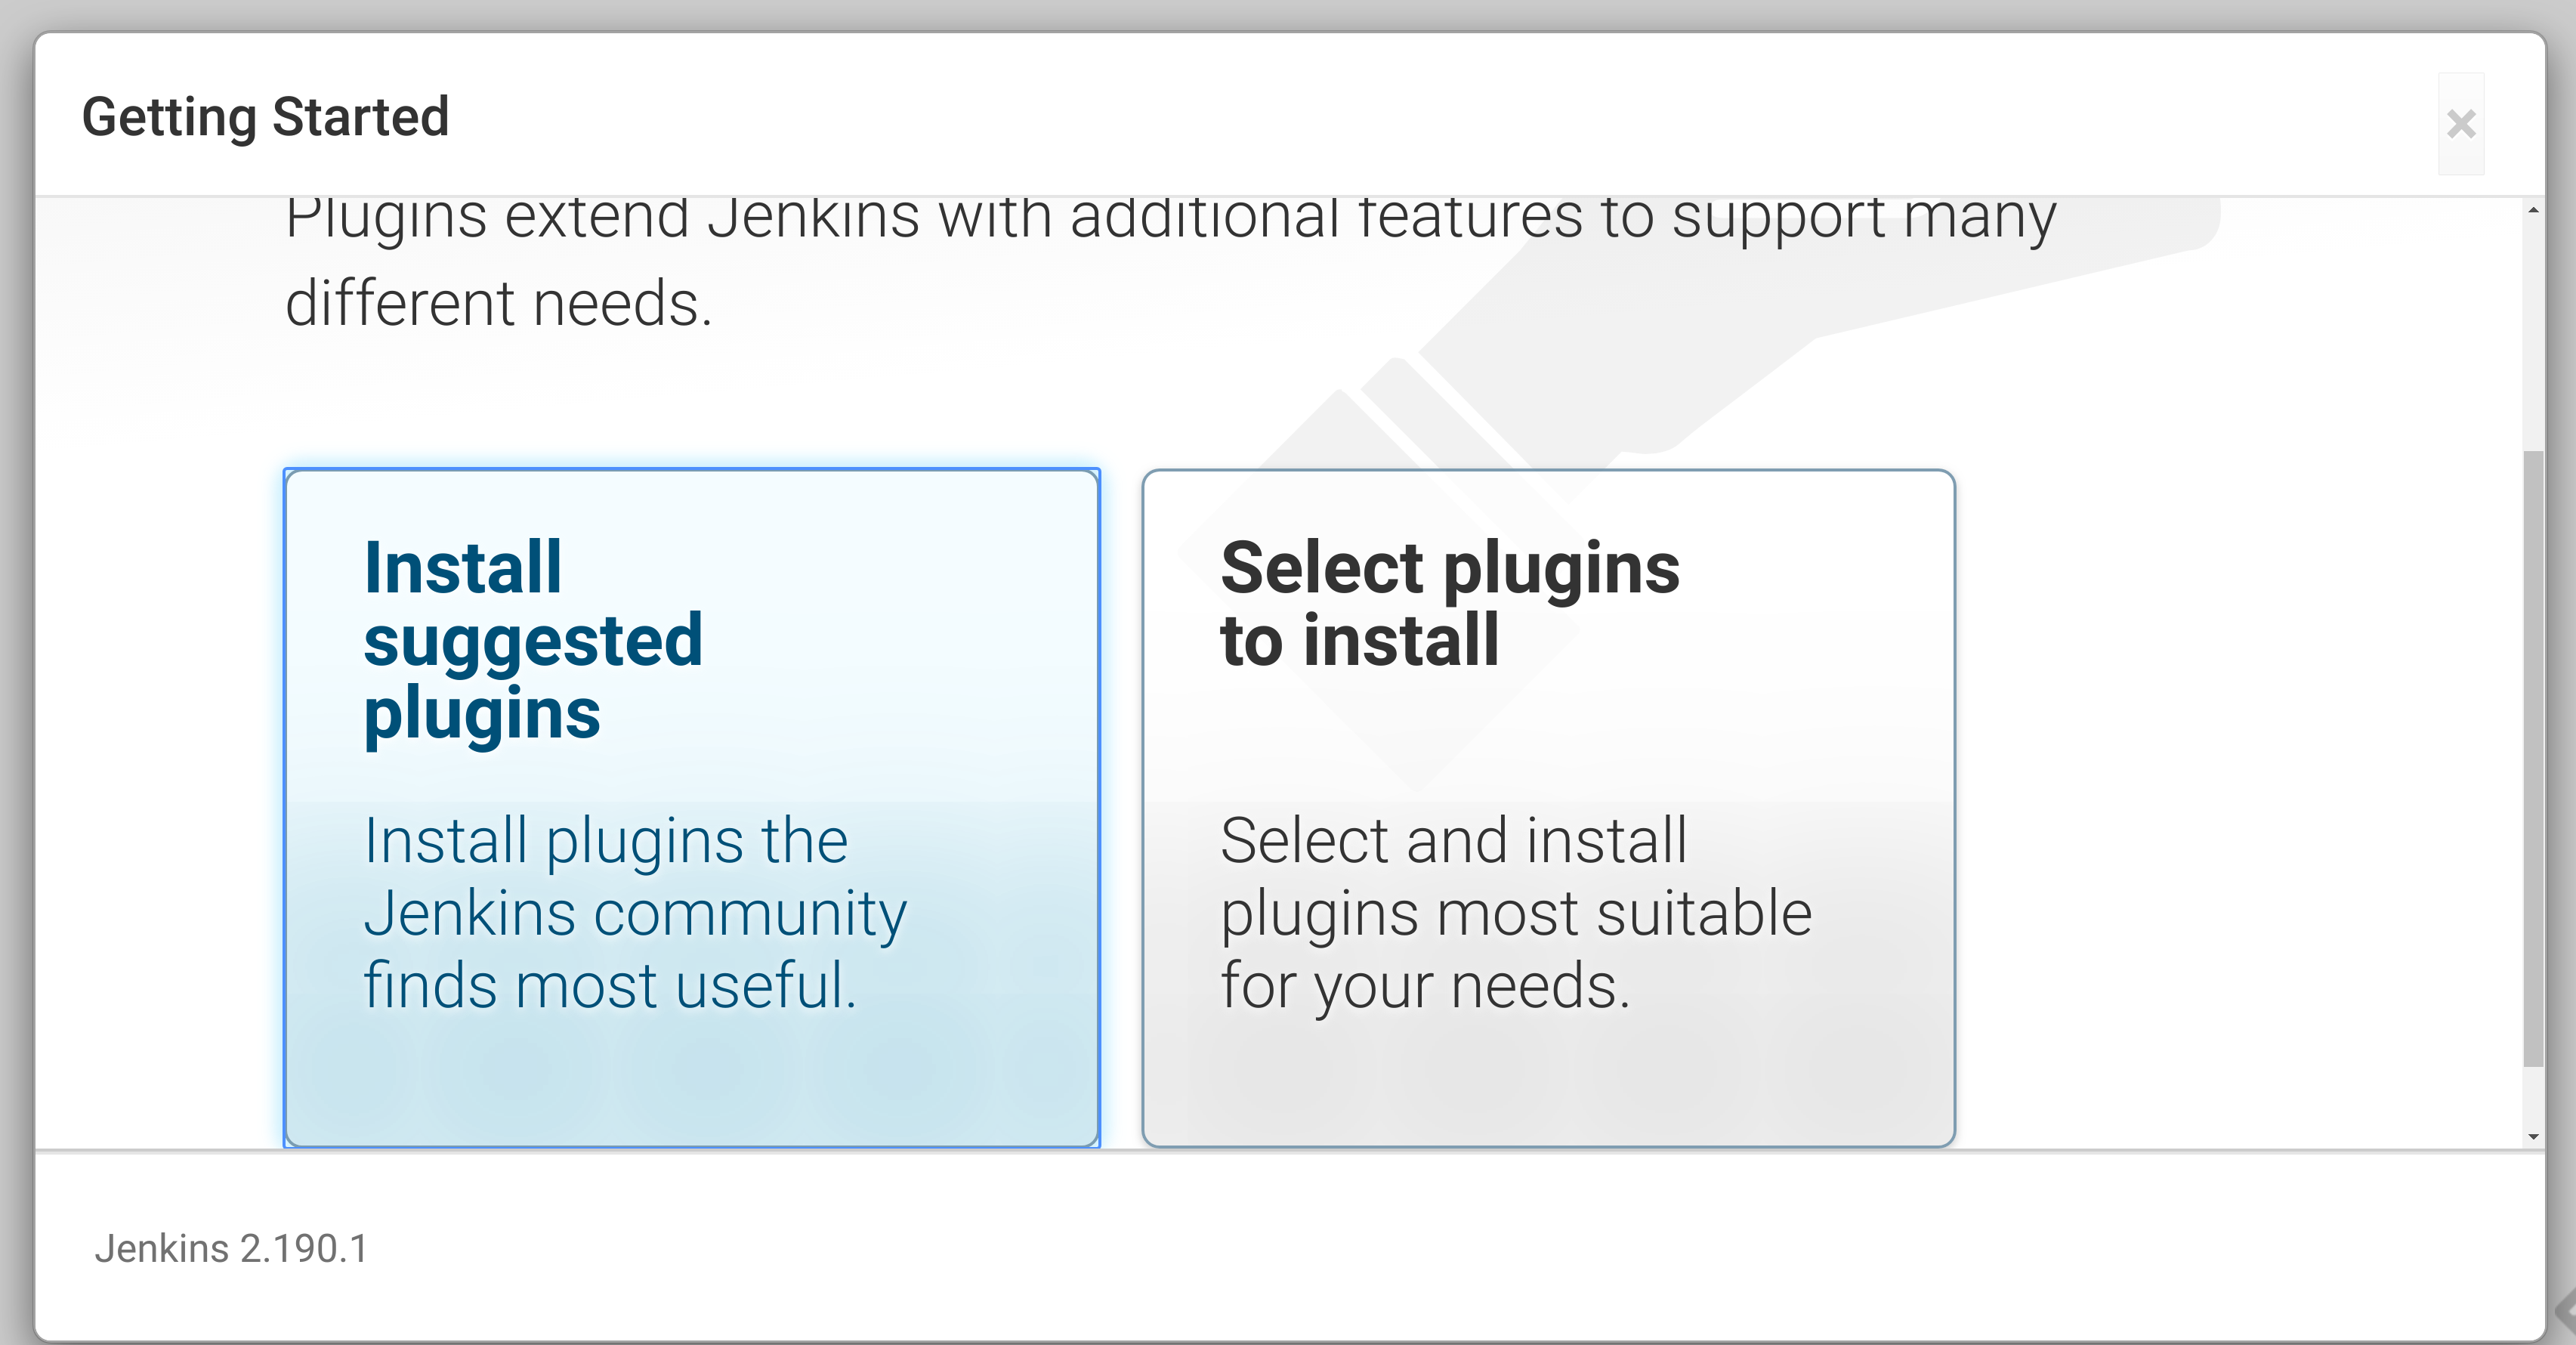 Getting Started
×
Plugins extend Jenkins with additional features to support many
different needs.
Install
suggested
plugins
Install plugins the
Jenkins community
finds most useful.
Select plugins
to install
Select and install
plugins most suitable
for your needs.
Jenkins 2.190.1